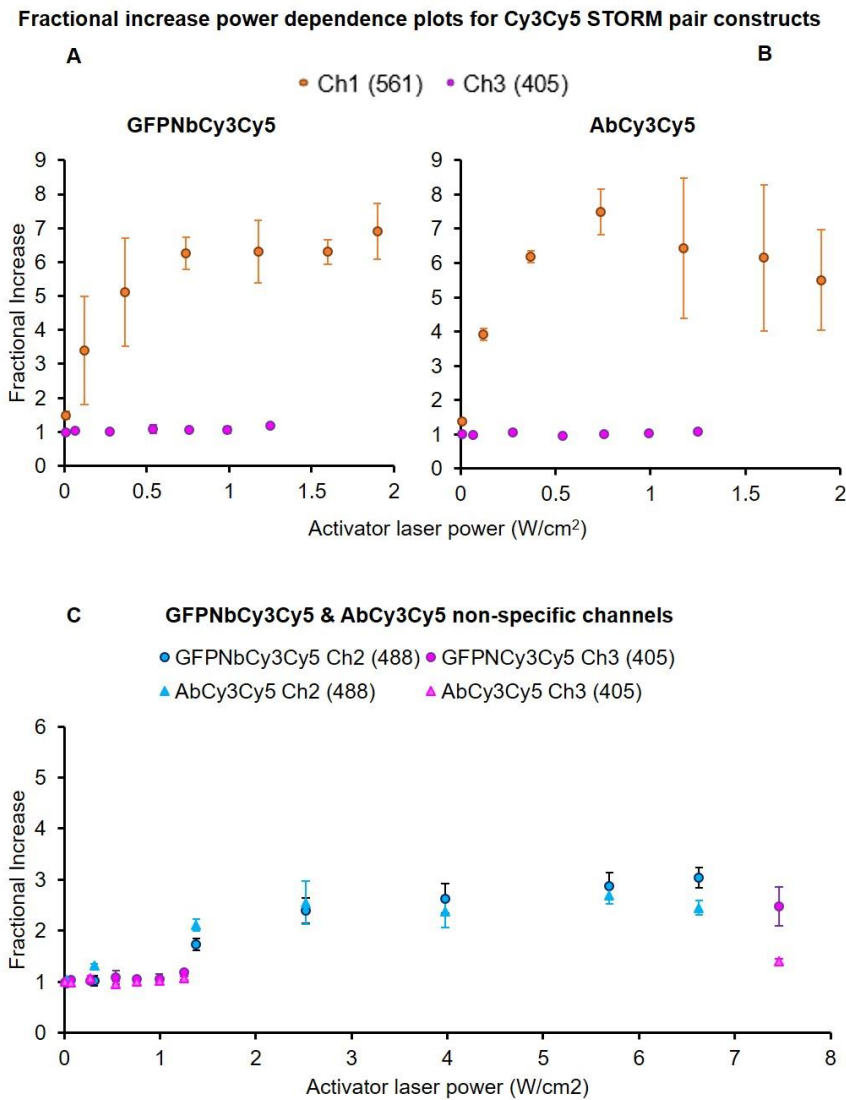 Fractional increase power dependence plots for Cy3Cy5 STORM pair constructs
A
B
Ch1 (561) Ch3 (405)
GFPNbCy3Cy5
AbCy3Cy5
Fractional Increase
9
8
7
6
5
4
3
2
1
0
0 0.5 1 1.5 2
9
8
7
6
5
4
3
2
1
0
0 0.5 1 1.5 2
Activator laser power (W/cm²)
C GFPNbCy3Cy5 & AbCy3Cy5 non-specific channels
GFPNbCy3Cy5 Ch2 (488) GFPNCy3Cy5 Ch3 (405)
AbCy3Cy5 Ch2 (488) AbCy3Cy5 Ch3 (405)
Fractional Increase
6
5
4
3
2
1
0
0 1 2 3 4 5 6 7 8
Activator laser power (W/cm2)